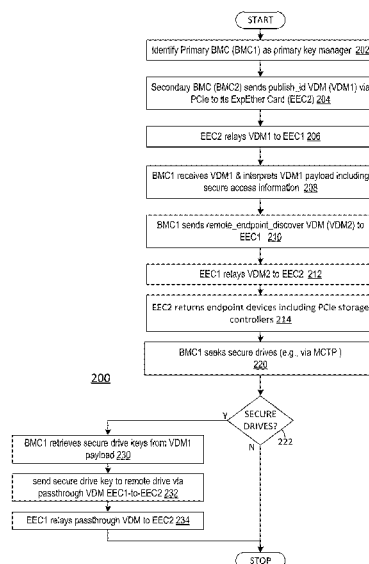 START
Identify Primary BMC (BMC1) as primary key manager 202
Secondary BMC (BMC2) sends publish_id VDM (VDM1) via
PCIe to its ExpEther Card (EEC2) 204
EEC2 relays VDM1 to EEC1 206
BMC1 receives VDM1 & interprets VDM1 payload including
secure access information 208
BMC1 sends remote_endpoint_discover VDM (VDM2) to
EEC1 210
EEC1 relays VDM2 to EEC2 212
EEC2 returns endpoint devices including PCIe storage
controllers 214
BMC1 seeks secure drives (e.g., via MCTP )
220
200
SECURE
DRIVES?
222
Y
N
BMC1 retrieves secure drive keys from VDM1
payload 230
send secure drive key to remote drive via
passthrough VDM EEC1-to-EEC2 232
EEC1 relays passthrough VDM to EEC2 234
STOP